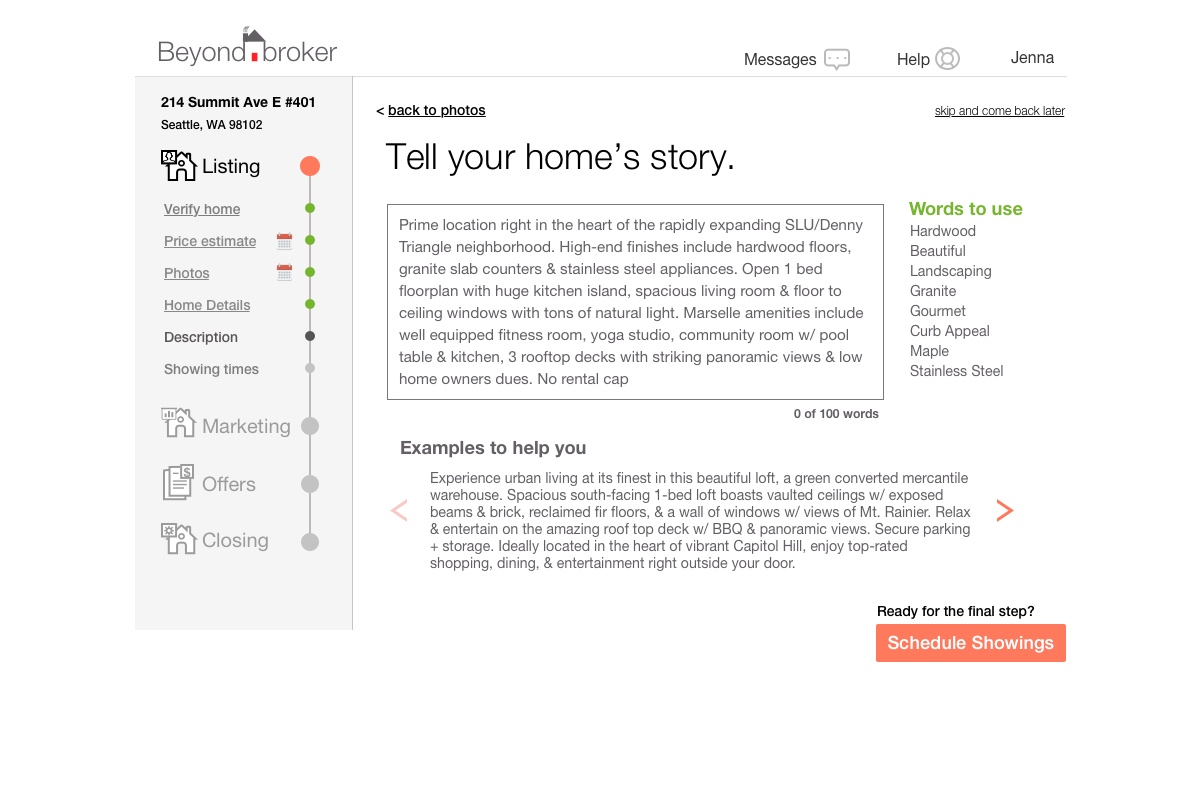 Beyond broker
Messages
Help
Jenna
214 Summit Ave E #401
Seattle, WA 98102
Listing
Verify home
Price estimate
Photos
Home Details
Description
Showing times
Marketing
Offers
Closing
< back to photos
skip and come back later
Tell your home's story.
Prime location right in the heart of the rapidly expanding SLU/Denny
Triangle neighborhood. High-end finishes include hardwood floors,
granite slab counters & stainless steel appliances. Open 1 bed
floorplan with huge kitchen island, spacious living room & floor to
ceiling windows with tons of natural light. Marselle amenities include
well equipped fitness room, yoga studio, community room w/ pool
table & kitchen, 3 rooftop decks with striking panoramic views & low
home owners dues. No rental cap
0 of 100 words
Words to use
Hardwood
Beautiful
Landscaping
Granite
Gourmet
Curb Appeal
Maple
Stainless Steel
Examples to help you
Experience urban living at its finest in this beautiful loft, a green converted mercantile
warehouse. Spacious south-facing 1-bed loft boasts vaulted ceilings w/ exposed
beams & brick, reclaimed fir floors, & a wall of windows w/ views of Mt. Rainier. Relax
& entertain on the amazing roof top deck w/ BBQ & panoramic views. Secure parking
+ storage. Ideally located in the heart of vibrant Capitol Hill, enjoy top-rated
shopping, dining, & entertainment right outside your door.
Ready for the final step?
Schedule Showings